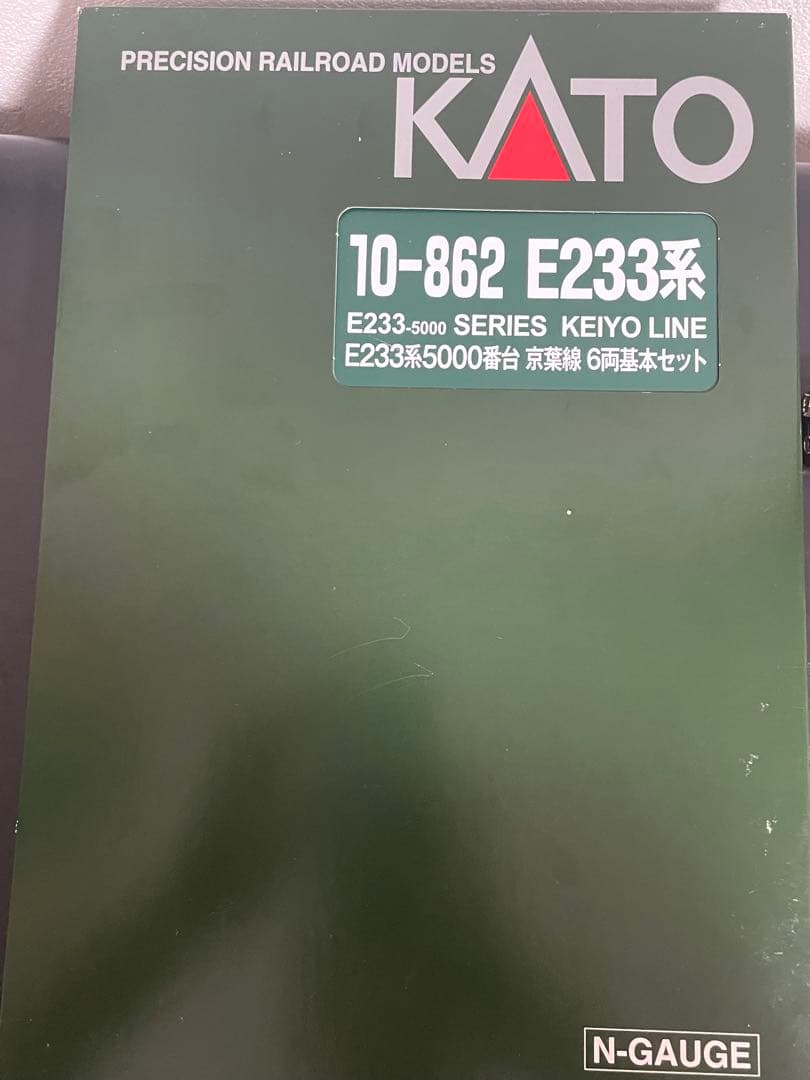 PRECISION RAILROAD MODELS
KATO
10-862 E233系
E233-5000 SERIES KEIYO LINE
E233系5000番台 京葉線 6両基本セット
N-GAUGE